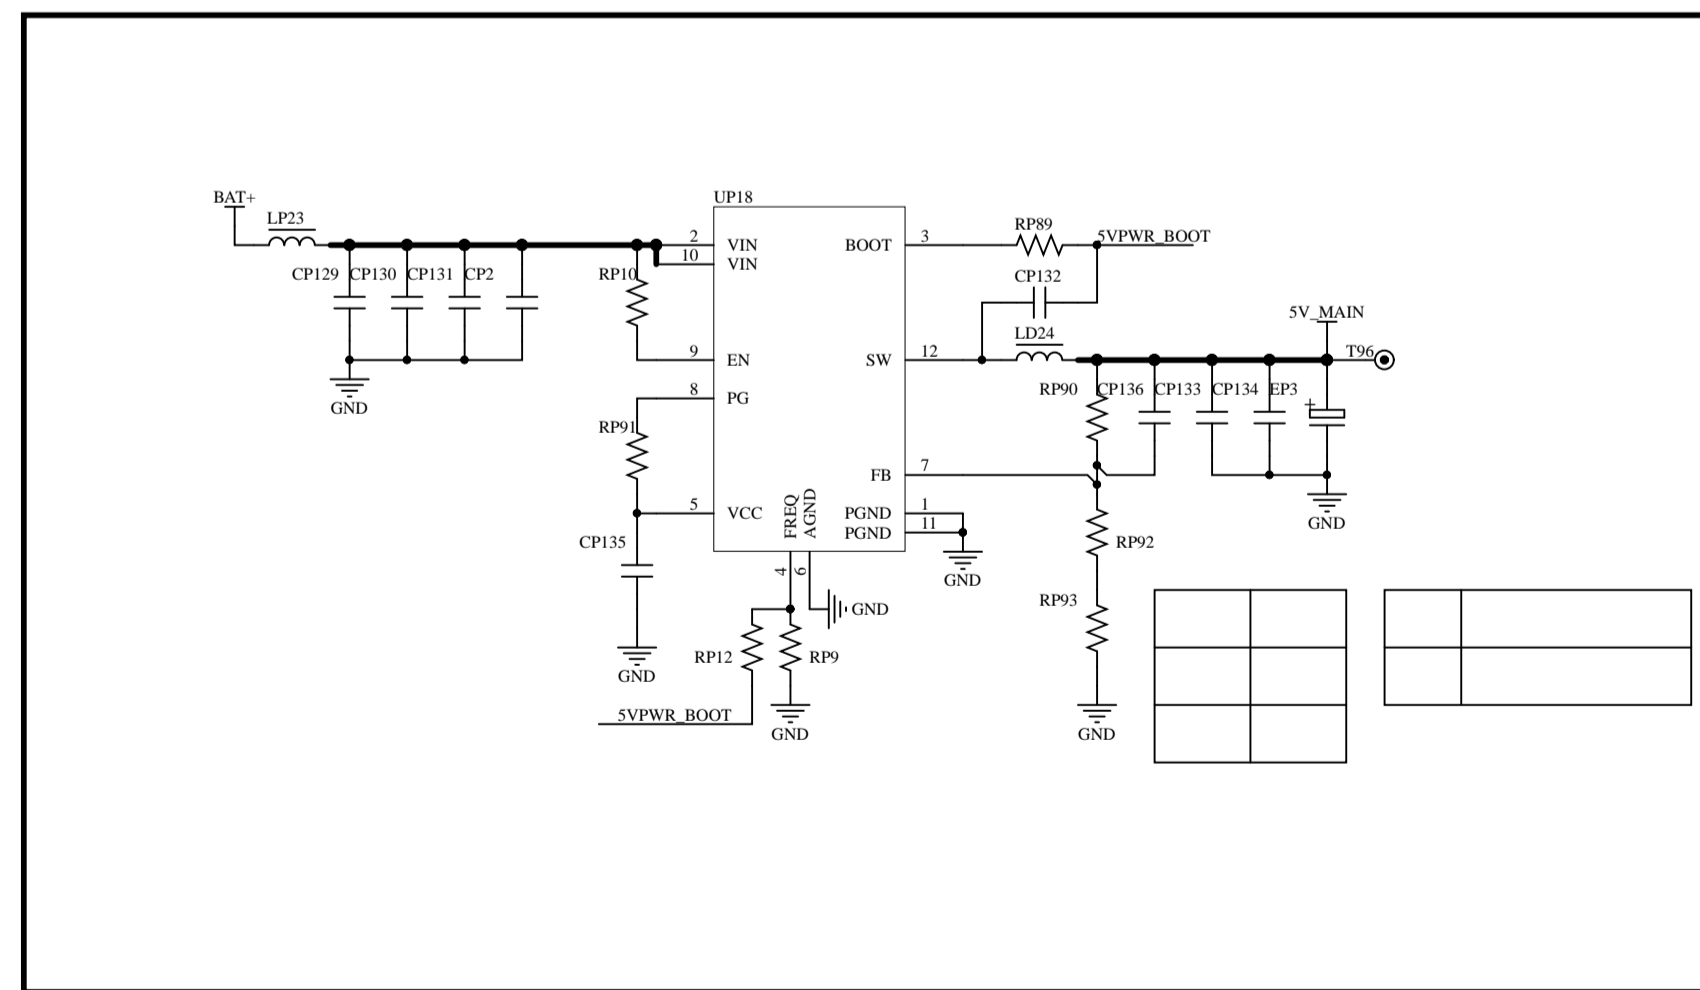 BAT+
LP23
UP18
RP89
5VPWR_BOOT
2 VIN
10 VIN
BOOT 3
CP129 CP130 CP131 CP2
RP10
CP132
5V_MAIN
LD24
T96
9 EN
SW 12
GND
8 PG
RP90 CP136 CP133 CP134 EP3
+
RP91
FB 7
5 VCC
FREQ
AGND
PGND 1
PGND 11
GND
CP135
RP92
4
6
GND
GND
RP93
RP12
RP9
GND
5VPWR_BOOT
GND
GND